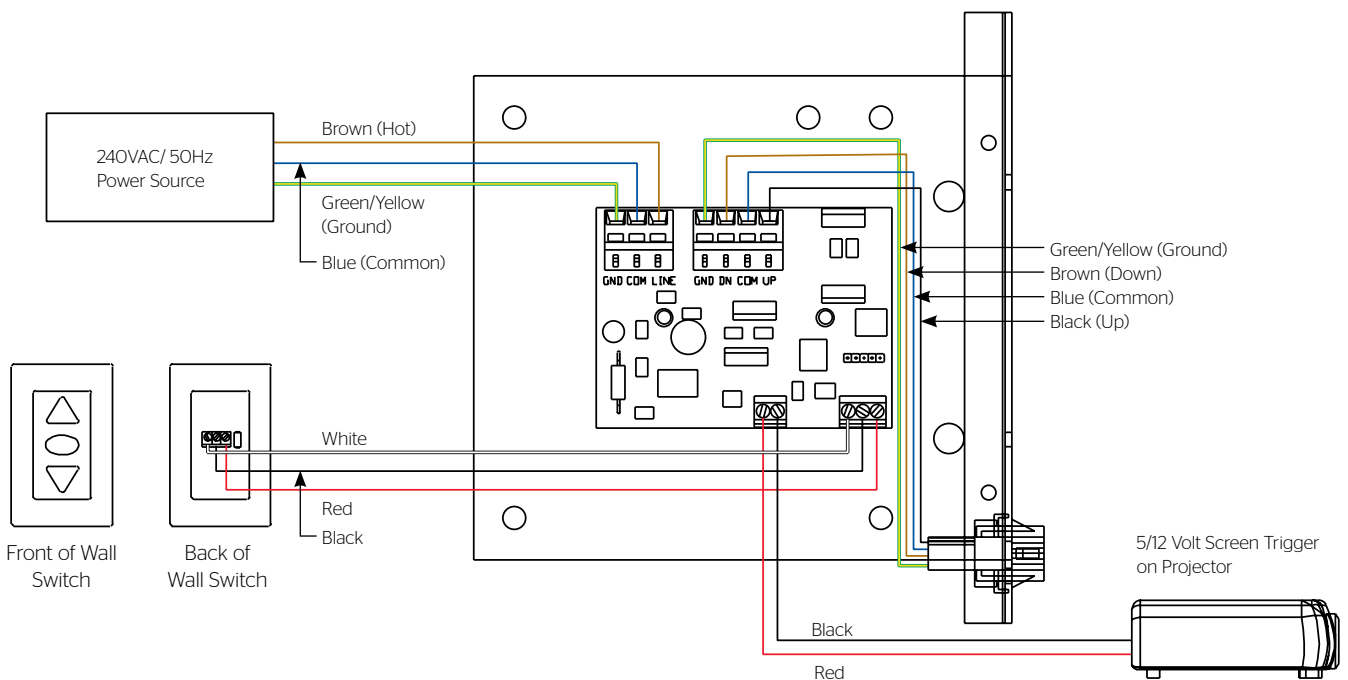 240VAC/ 50Hz
Power Source
Brown (Hot)
Green/Yellow
(Ground)
Blue (Common)
GND COM LINE
GND DN COM UP
Green/Yellow (Ground)
Brown (Down)
Blue (Common)
Black (Up)
White
Red
Black
Front of Wall
Switch
Back of
Wall Switch
5/12 Volt Screen Trigger
on Projector
Black
Red